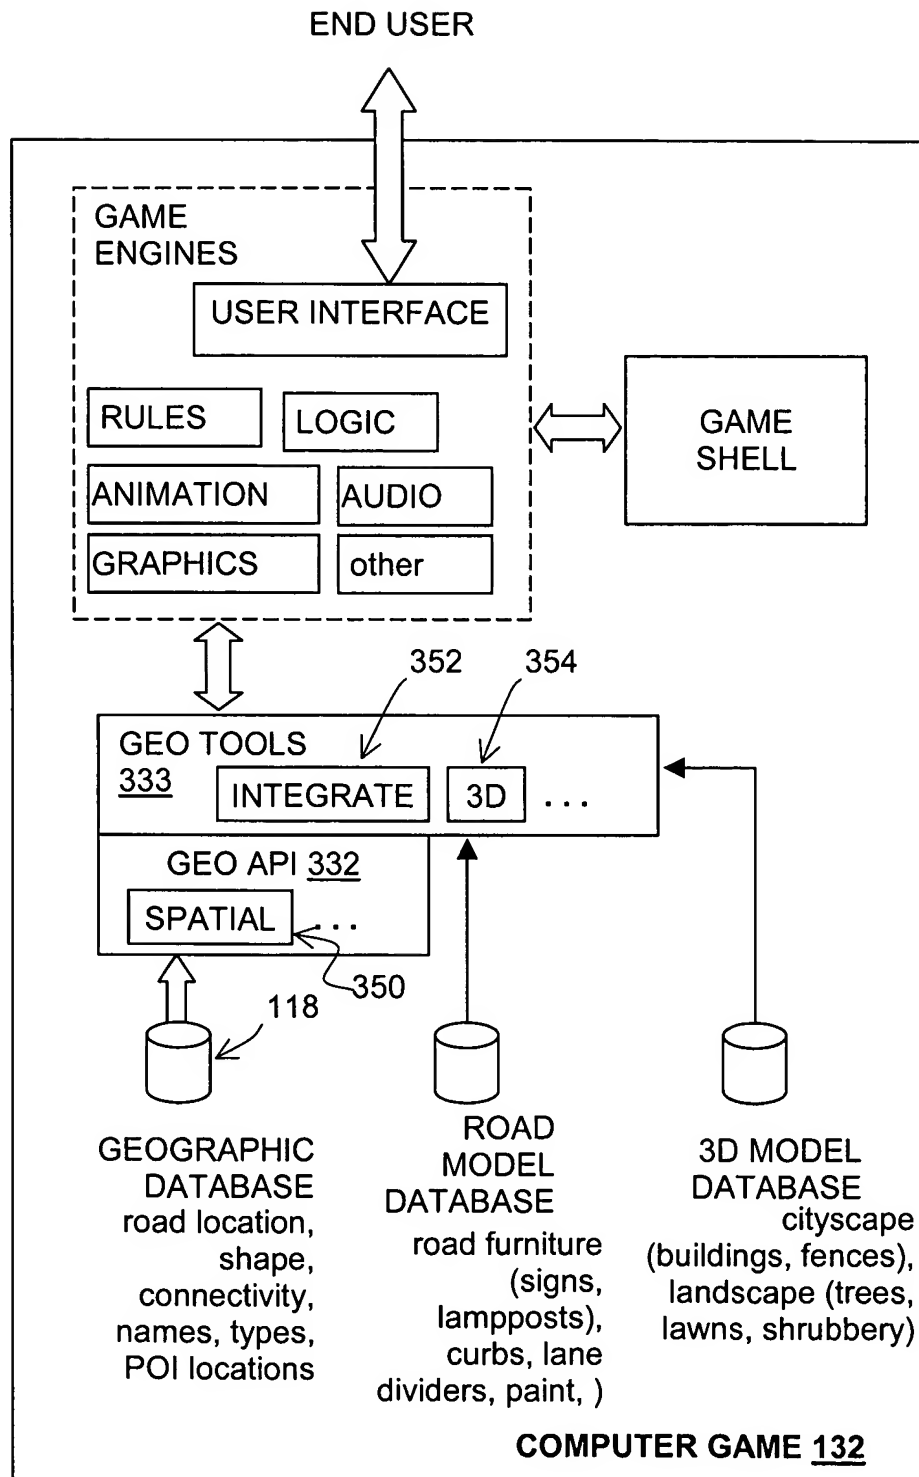 END USER
GAME
ENGINES
USER INTERFACE
RULES
LOGIC
ANIMATION
AUDIO
GRAPHICS
other
GAME
SHELL
352
354
GEO TOOLS
333
INTEGRATE
3D
. . .
GEO API 332
SPATIAL
. . .
350
118
GEOGRAPHIC
DATABASE
road location,
shape,
connectivity,
names, types,
POI locations
ROAD
MODEL
DATABASE
road furniture
(signs,
lampposts),
curbs, lane
dividers, paint, )
3D MODEL
DATABASE
cityscape
(buildings, fences),
landscape (trees,
lawns, shrubbery)
COMPUTER GAME 132